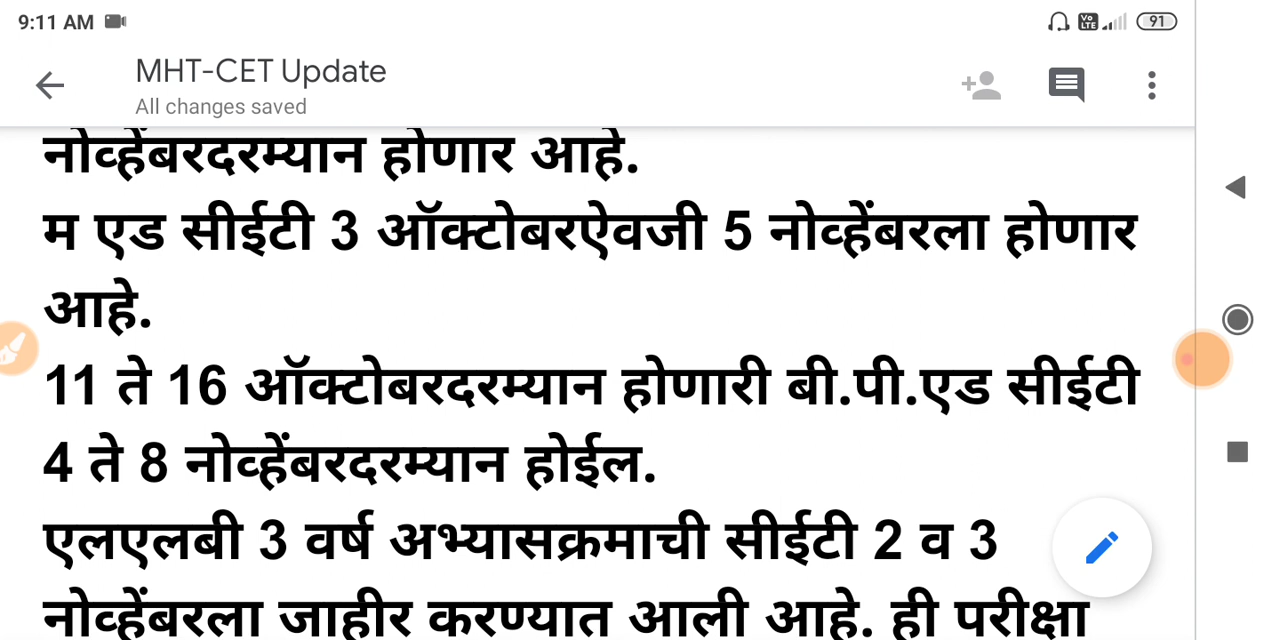 9:11 AM
Vo LTE
91
MHT-CET Update
All changes saved
नोव्हेंबरदरम्यान होणार आहे.
म एड सीईटी 3 ऑक्टोबरऐवजी 5 नोव्हेंबरला होणार
आहे.
11 ते 16 ऑक्टोबरदरम्यान होणारी बी.पी.एड सीईटी
4 ते 8 नोव्हेंबरदरम्यान होईल.
एलएलबी 3 वर्ष अभ्यासक्रमाची सीईटी 2 व 3
नोव्हेंबरला जाहीर करण्यात आली आहे. ही परीक्षा